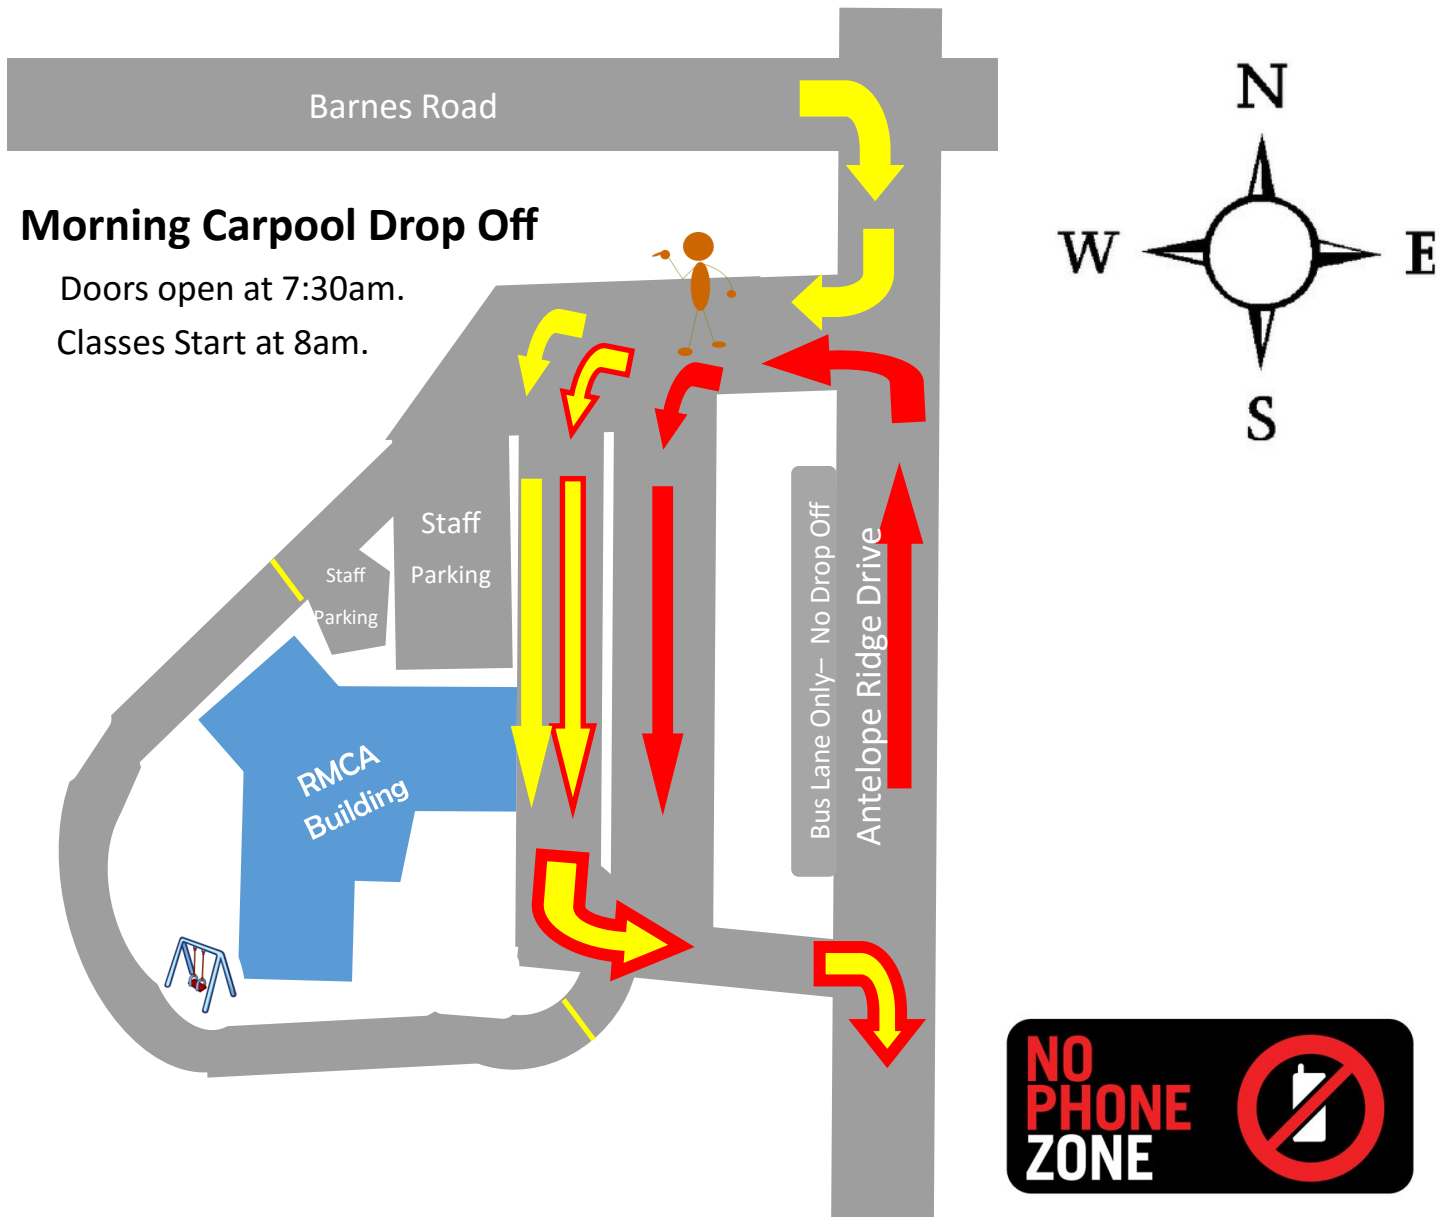 Barnes Road
N
W
E
S
Morning Carpool Drop Off
Doors open at 7:30am.
Classes Start at 8am.
Staff
Parking
Staff
Parking
Bus Lane Only– No Drop Off
Antelope Ridge Drive
RMCA
Building
NO
PHONE
ZONE